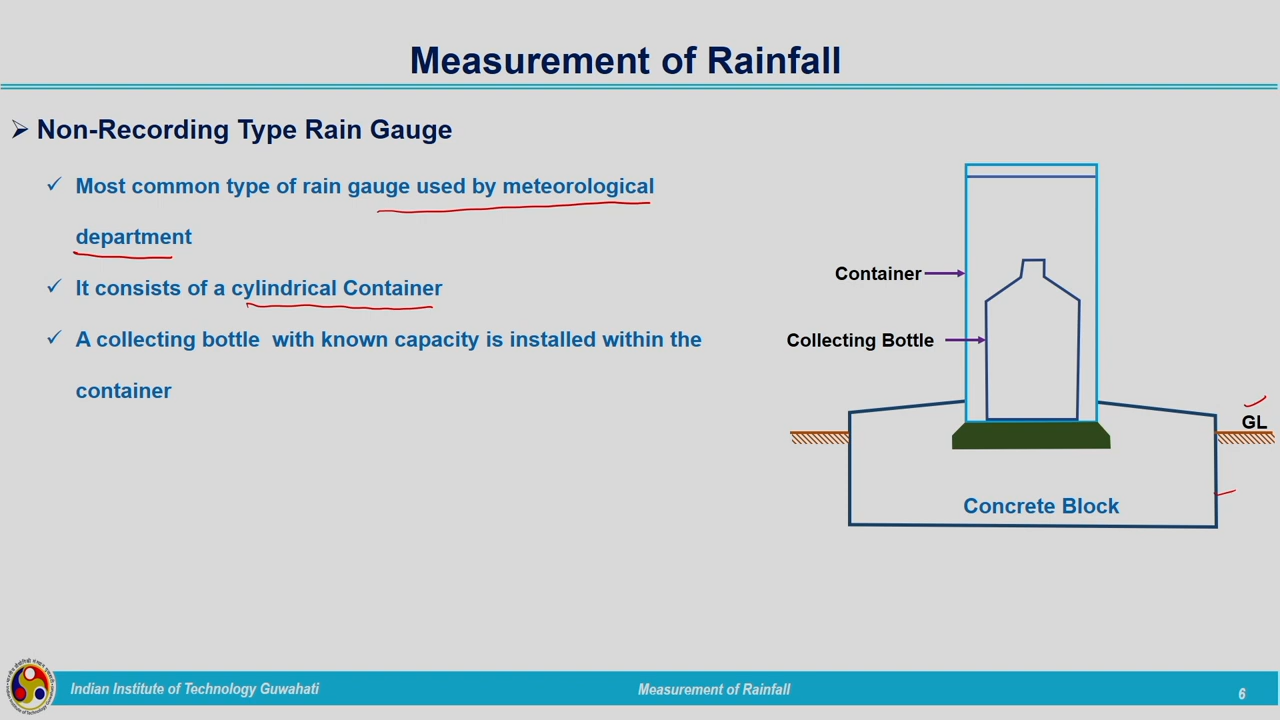 Measurement of Rainfall
Non-Recording Type Rain Gauge
Most common type of rain gauge used by meteorological
department
It consists of a cylindrical Container
A collecting bottle with known capacity is installed within the
container
Container
Collecting Bottle
GL
Concrete Block
Indian Institute of Technology Guwahati
Measurement of Rainfall
6